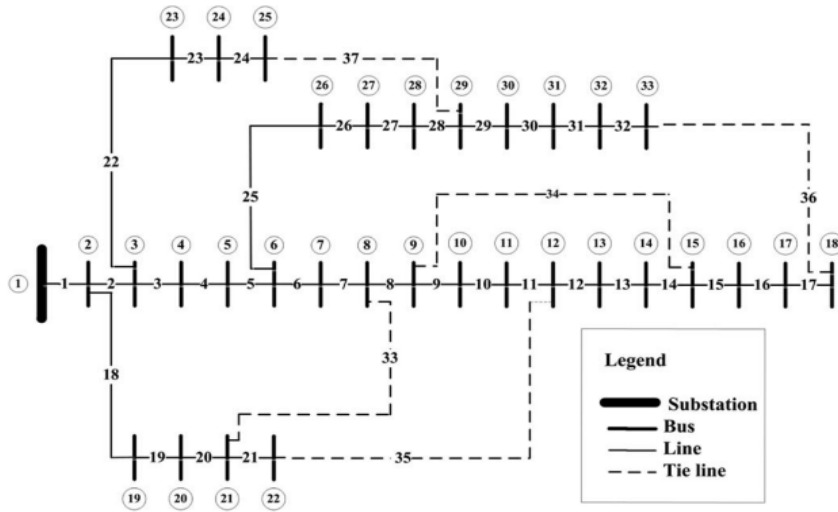 23 24 25
23 24 37
26 27 28 29 30 31 32 33
26 27 28 29 30 31 32
22
25
34
36
2 3 4 5 6 7 8 9 10 11 12 13 14 15 16 17 18
1 1 2 3 4 5 6 7 8 9 10 11 12 13 14 15 16 17
18
33
Legend
Substation
Bus
Line
Tie line
19 20 21 35
19 20 21 22